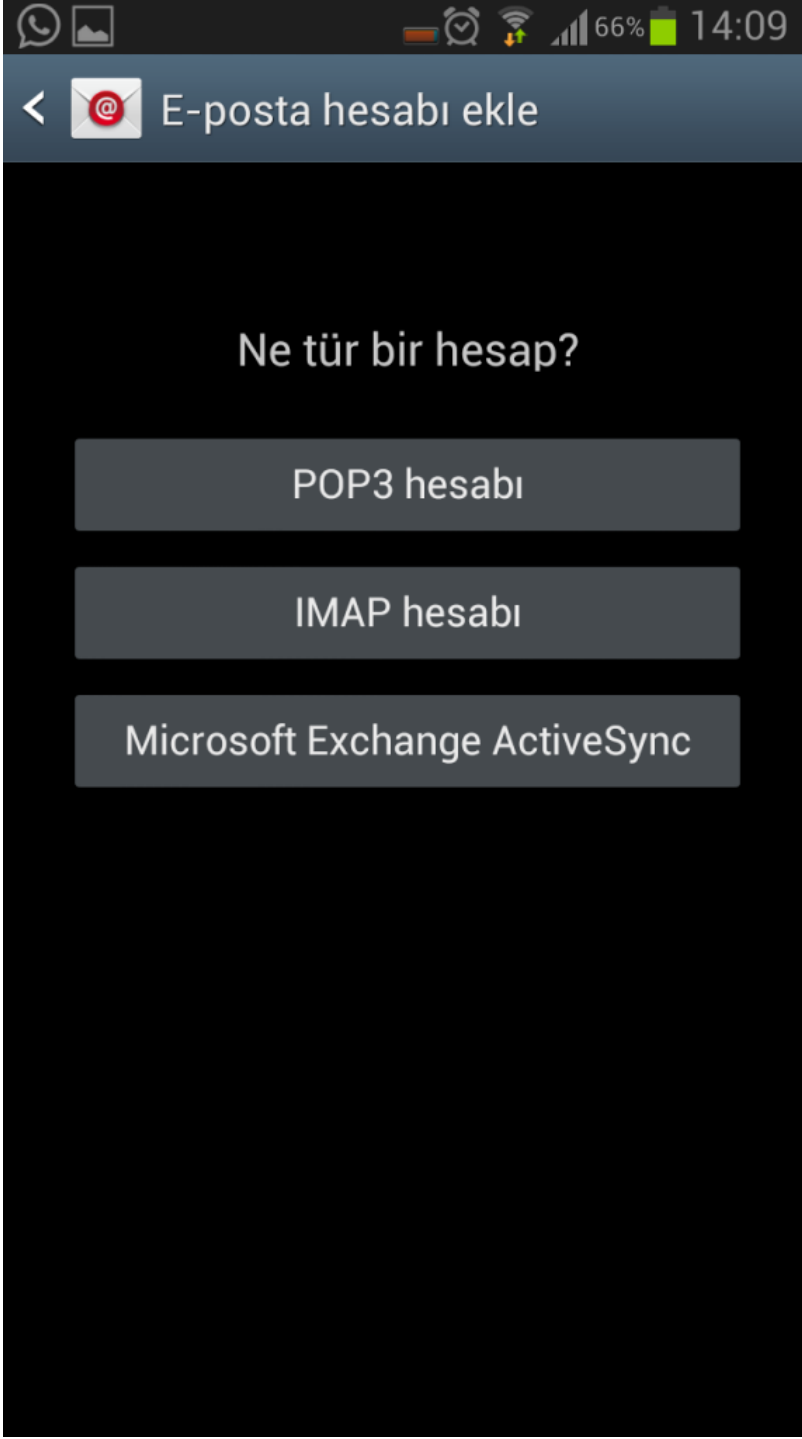 66% 14:09
E-posta hesabı ekle
Ne tür bir hesap?
POP3 hesabı
IMAP hesabı
Microsoft Exchange ActiveSync